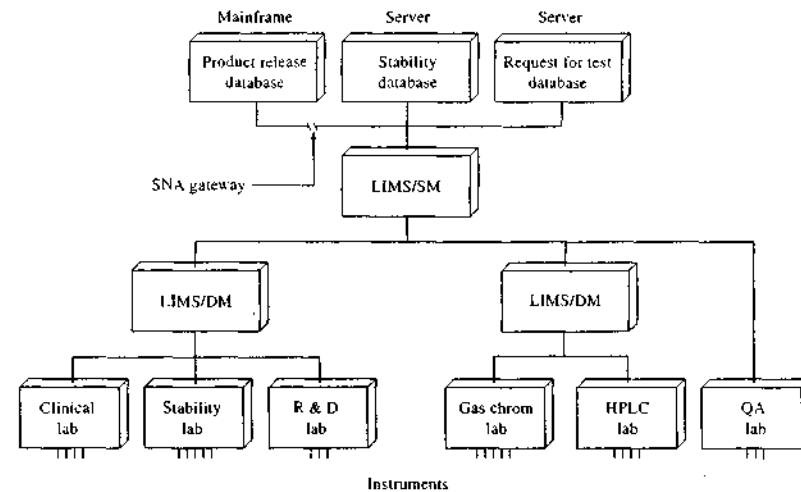 Mainframe
Server
Server
Product release
database
Stability
database
Request for test
database
SNA gateway
LIMS/SM
LIMS/DM
LIMS/DM
Clinical
lab
Stability
lab
R & D
lab
Gas chrom
lab
HPLC
lab
QA
lab
Instruments